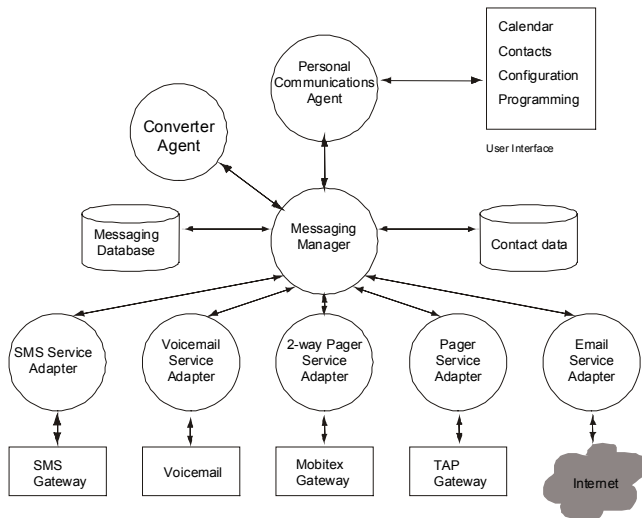 Calendar
Contacts
Configuration
Programming
User Interface
Personal
Communications
Agent
Converter
Agent
Messaging
Database
Messaging
Manager
Contact data
SMS Service
Adapter
Voicemail
Service
Adapter
2-way Pager
Service
Adapter
Pager
Service
Adapter
Email
Service
Adapter
SMS
Gateway
Voicemail
Mobitex
Gateway
TAP
Gateway
Internet